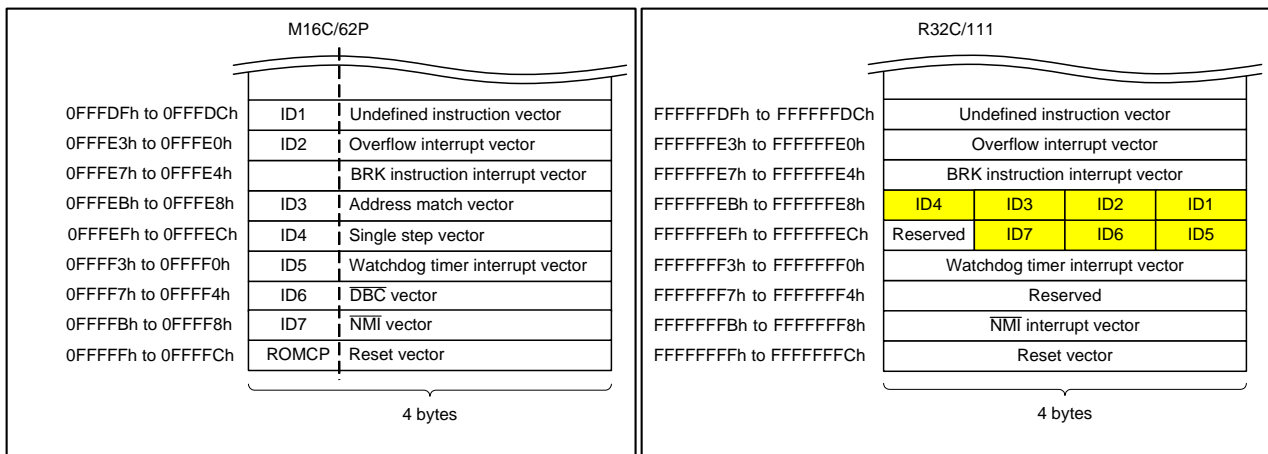 M16C/62P
0FFFDFh to 0FFFDCh ID1 Undefined instruction vector
0FFFE3h to 0FFFE0h ID2 Overflow interrupt vector
0FFFE7h to 0FFFE4h BRK instruction interrupt vector
0FFFEBh to 0FFFE8h ID3 Address match vector
0FFFEFh to 0FFFECh ID4 Single step vector
0FFFF3h to 0FFFF0h ID5 Watchdog timer interrupt vector
0FFFF7h to 0FFFF4h ID6 DBC vector
0FFFFBh to 0FFFF8h ID7 NMI vector
0FFFFFh to 0FFFFCh ROMCP Reset vector
4 bytes
R32C/111
FFFFFFDFh to FFFFFFDCh Undefined instruction vector
FFFFFFE3h to FFFFFFE0h Overflow interrupt vector
FFFFFFE7h to FFFFFFE4h BRK instruction interrupt vector
FFFFFFEBh to FFFFFFE8h ID4 ID3 ID2 ID1
FFFFFFEFh to FFFFFFECh Reserved ID7 ID6 ID5
FFFFFFF3h to FFFFFFF0h Watchdog timer interrupt vector
FFFFFFF7h to FFFFFFF4h Reserved
FFFFFFFBh to FFFFFFF8h NMI interrupt vector
FFFFFFFFh to FFFFFFFCh Reset vector
4 bytes